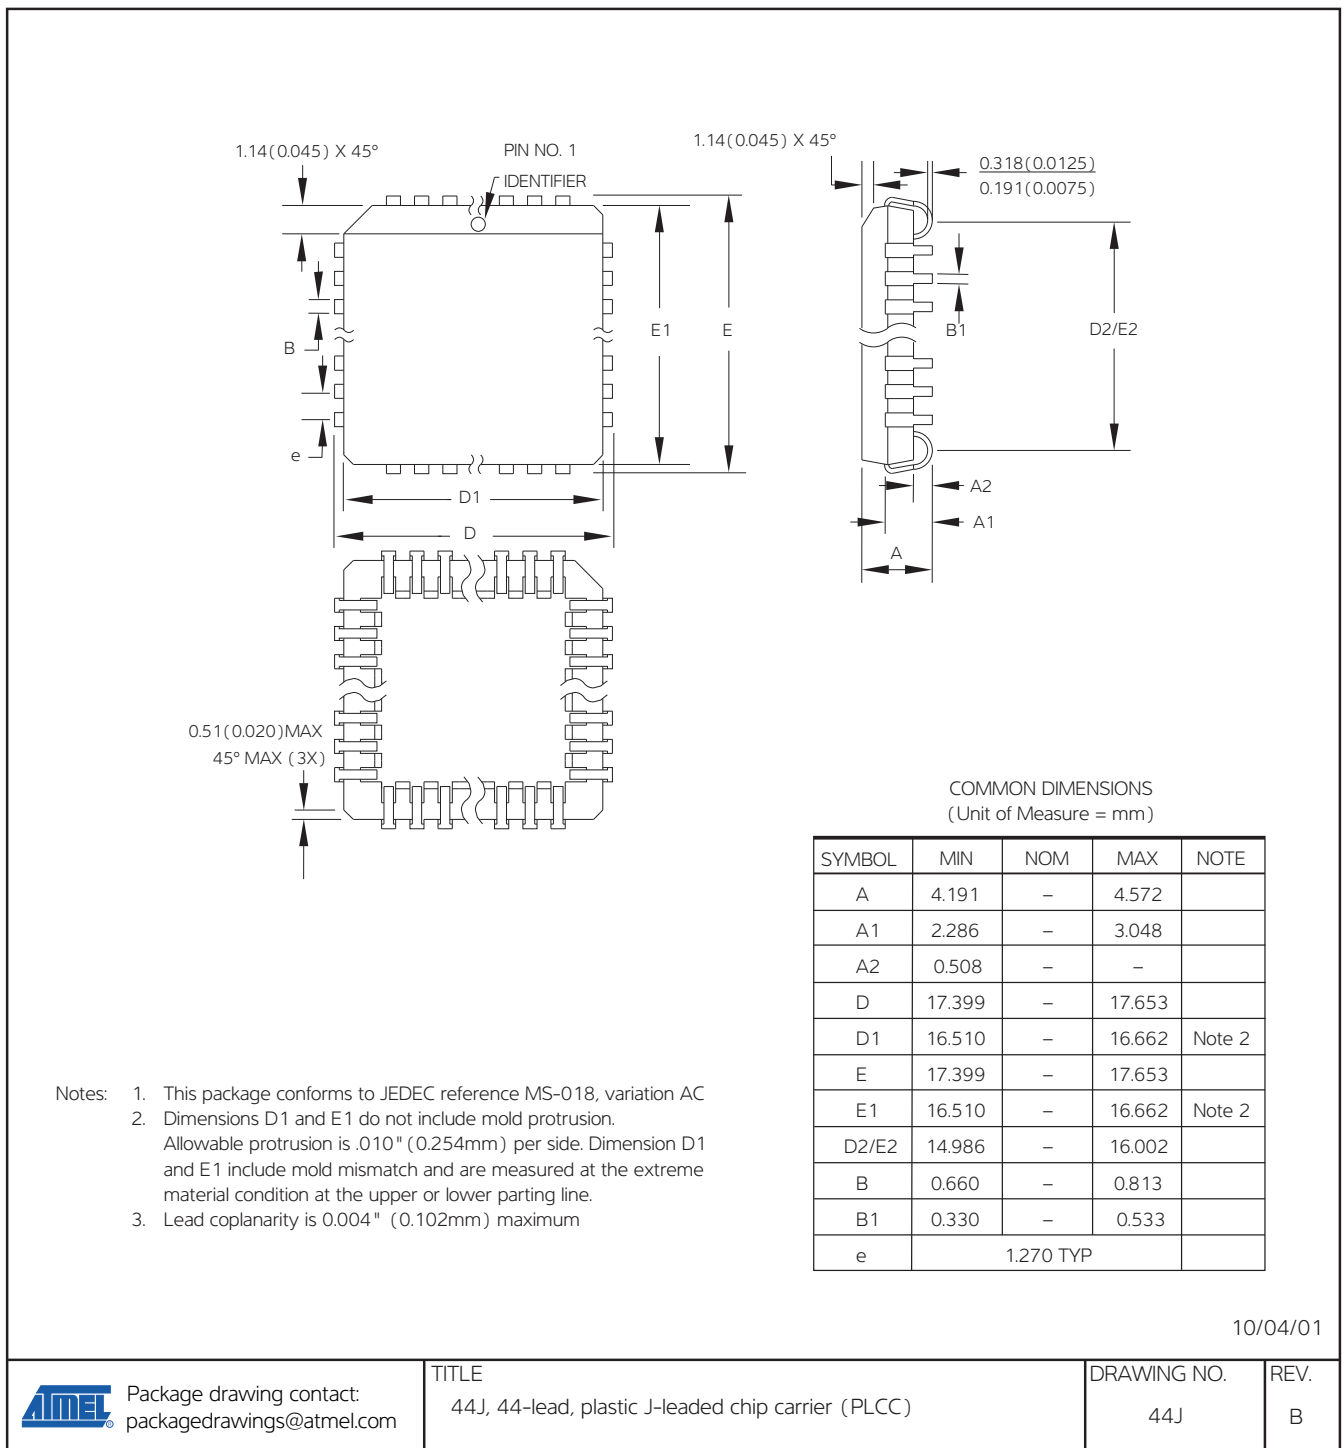 1.14(0.045) X 45°
PIN NO. 1
IDENTIFIER
1.14(0.045) X 45°
0.318(0.0125)
0.191(0.0075)
E1
E
B
e
D1
D
B1
D2/E2
A2
A1
A
0.51(0.020)MAX
45° MAX (3X)
COMMON DIMENSIONS
(Unit of Measure = mm)
SYMBOL MIN NOM MAX NOTE
A 4.191 – 4.572
A1 2.286 – 3.048
A2 0.508 – –
D 17.399 – 17.653
D1 16.510 – 16.662 Note 2
E 17.399 – 17.653
E1 16.510 – 16.662 Note 2
D2/E2 14.986 – 16.002
B 0.660 – 0.813
B1 0.330 – 0.533
e 1.270 TYP
Notes: 1. This package conforms to JEDEC reference MS-018, variation AC
2. Dimensions D1 and E1 do not include mold protrusion.
Allowable protrusion is .010" (0.254mm) per side. Dimension D1
and E1 include mold mismatch and are measured at the extreme
material condition at the upper or lower parting line.
3. Lead coplanarity is 0.004" (0.102mm) maximum
10/04/01
ATMEL®
Package drawing contact:
packagedrawings@atmel.com
TITLE
44J, 44-lead, plastic J-leaded chip carrier (PLCC)
DRAWING NO.
44J
REV.
B